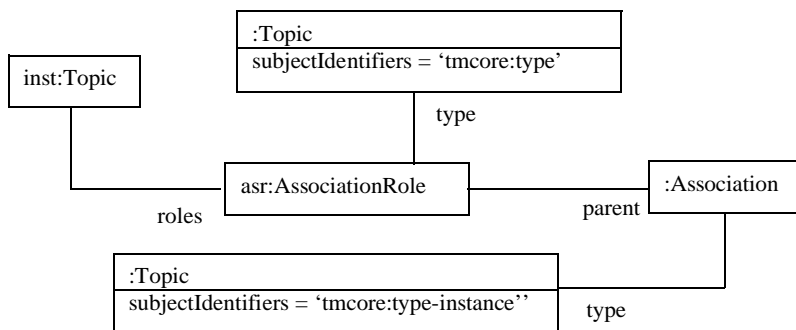 :Topic
subjectIdentifiers = ‘tmcore:type’
inst:Topic
type
asr:AssociationRole
:Association
roles
parent
:Topic
subjectIdentifiers = ‘tmcore:type-instance’’
type